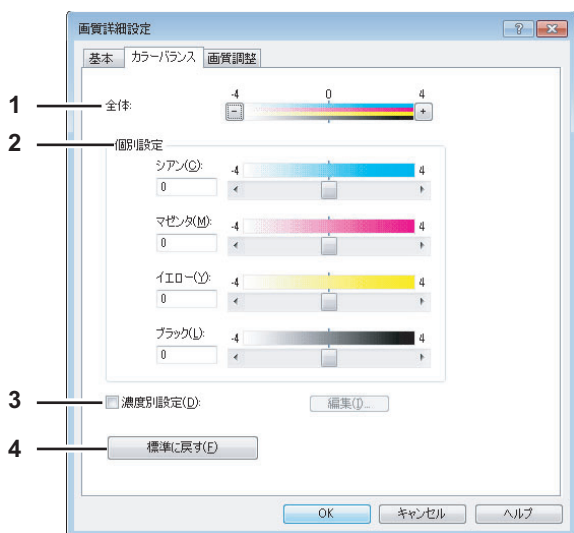 画質詳細設定
基本 カラーバランス 画質調整
-4 0 4
1 全体: - +
2 個別設定
シアン(C): -4 4
0
マゼンタ(M): -4 4
0
イエロー(Y): -4 4
0
ブラック(L): -4 4
0
3 濃度別設定(D): 編集(I)...
4 標準に戻す(F)
OK キャンセル ヘルプ